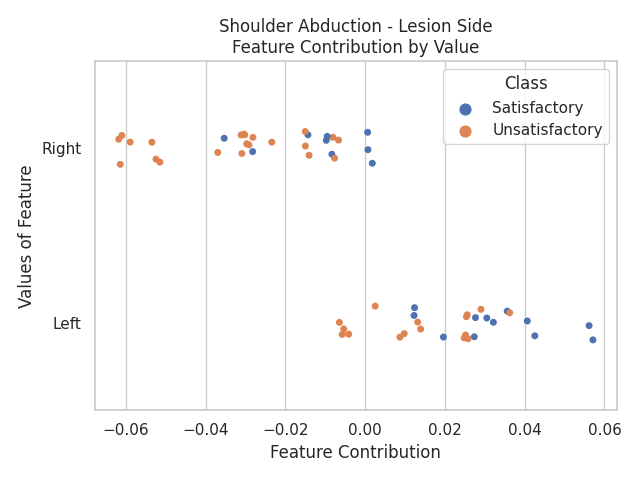 Shoulder Abduction - Lesion Side
Feature Contribution by Value
Class
Satisfactory
Unsatisfactory
Values of Feature
Right
Left
−0.06
−0.04
−0.02
0.00
0.02
0.04
0.06
Feature Contribution